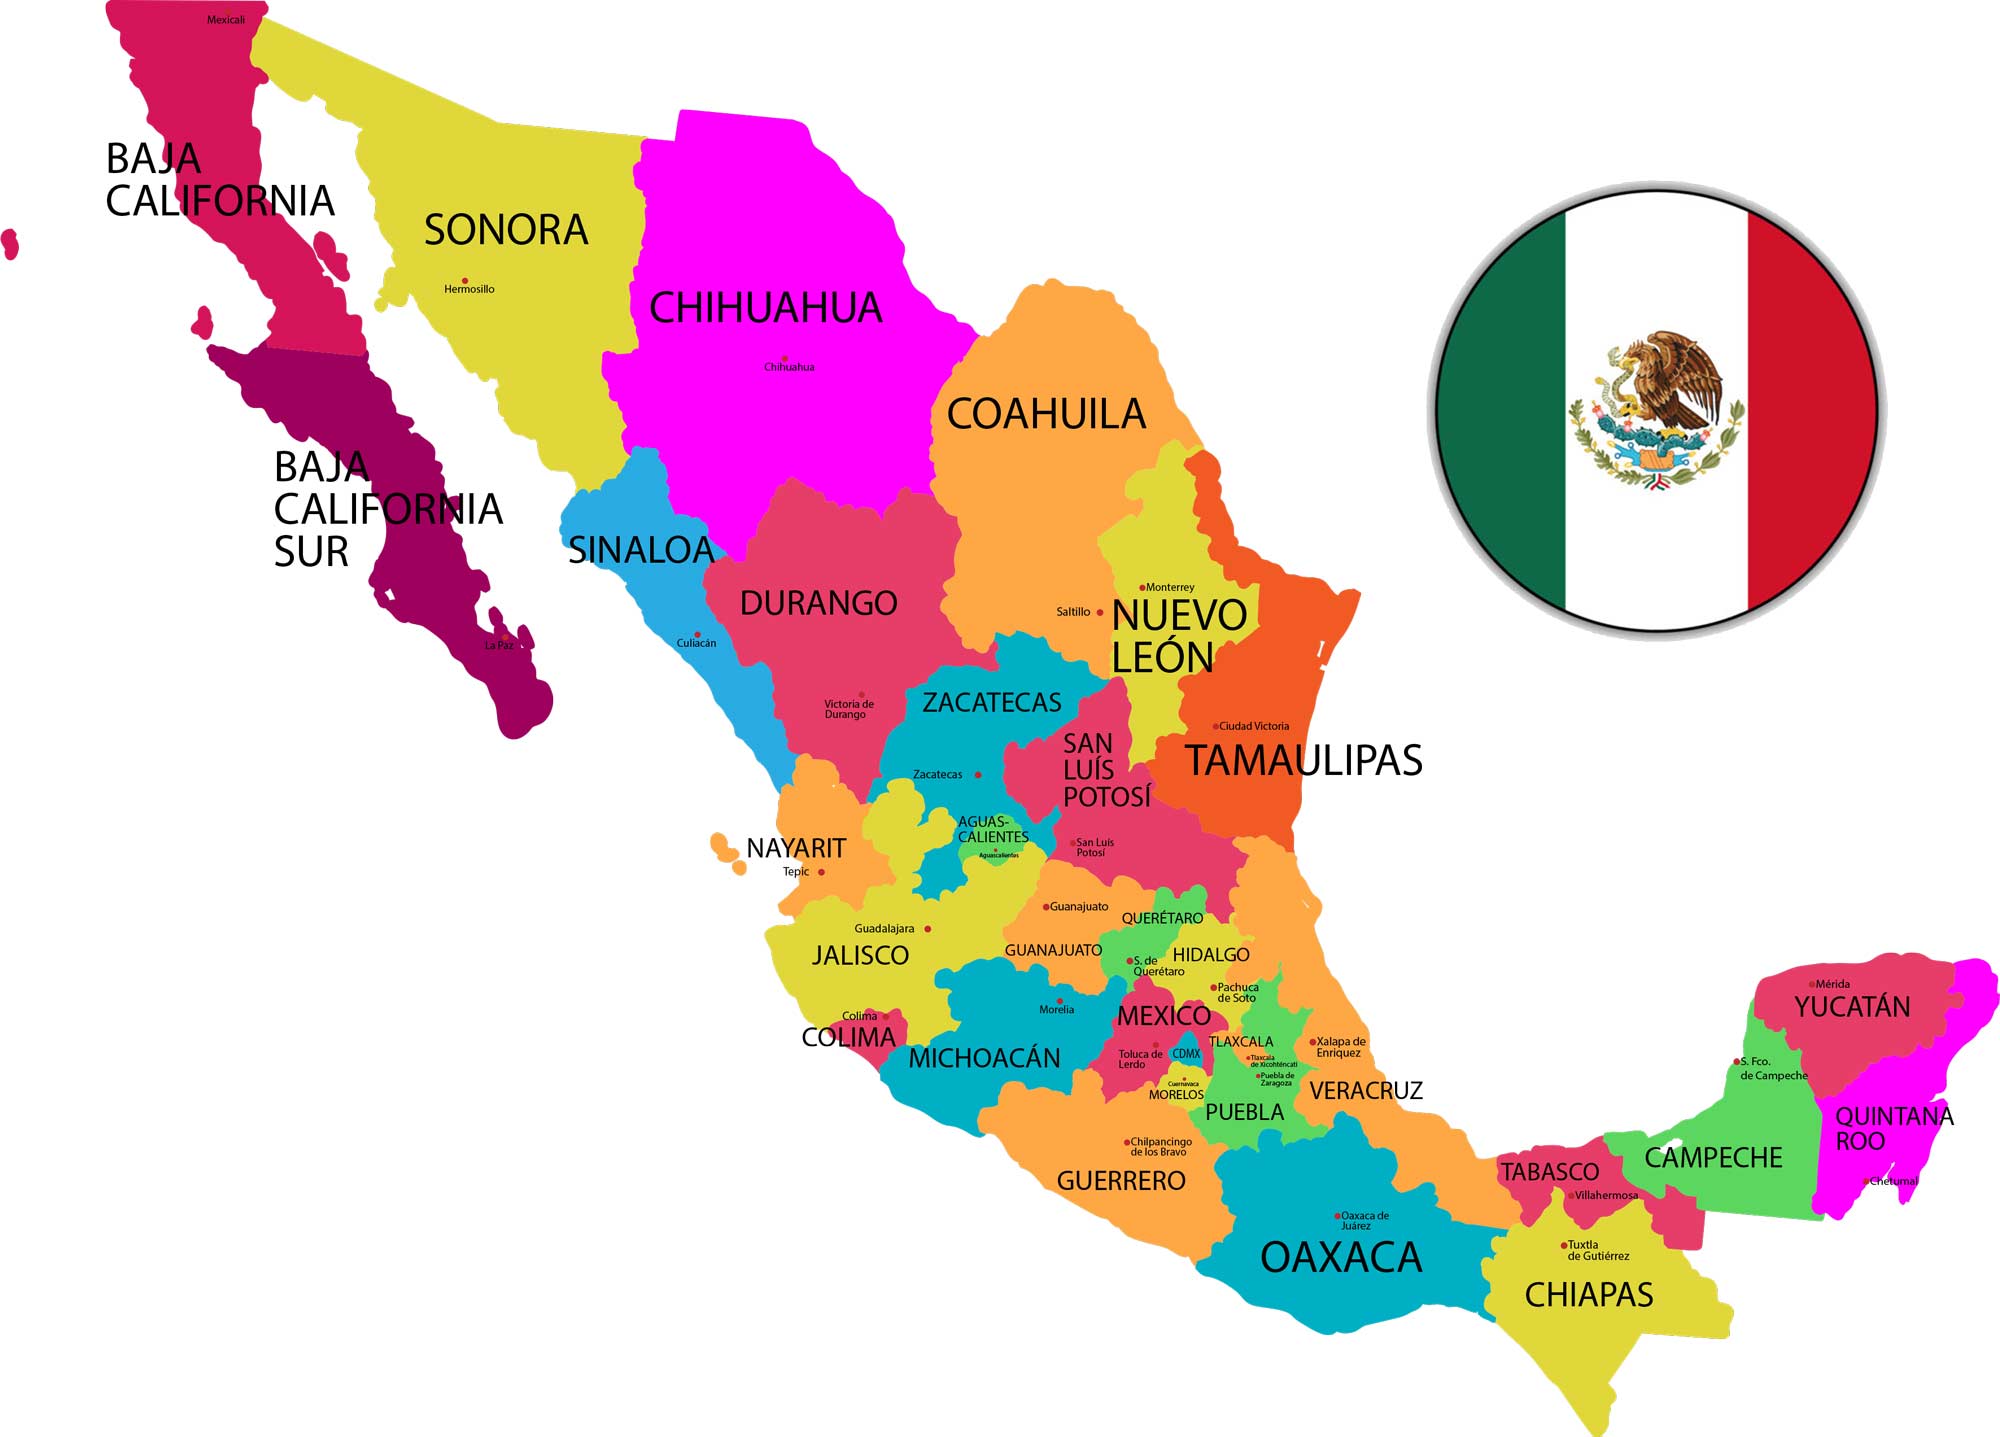 Mexicali
BAJA
CALIFORNIA
SONORA
Hermosillo
CHIHUAHUA
Chihuahua
COAHUILA
BAJA
CALIFORNIA
SUR
La Paz
SINALOA
Culiacán
DURANGO
Victoria de
Durango
Monterrey
Saltillo
NUEVO
LEÓN
ZACATECAS
Zacatecas
SAN
LUÍS
POTOSÍ
San Luis
Potosí
Ciudad Victoria
TAMAULIPAS
AGUAS-
CALIENTES
Aguascalientes
NAYARIT
Tepic
Guadalajara
JALISCO
Guanajuato
GUANAJUATO
QUERÉTARO
S. de
Querétaro
HIDALGO
Pachuca
de Soto
Colima
COLIMA
Morelia
MICHOACÁN
MEXICO
Toluca de
Lerdo
CDMX
Cuernavaca
MORELOS
TLAXCALA
Tlaxcala
de Xicohténcatl
Puebla de
Zaragoza
PUEBLA
Xalapa de
Enriquez
VERACRUZ
Chilpancingo
de los Bravo
GUERRERO
Oaxaca de
Juárez
OAXACA
TABASCO
Villahermosa
Tuxtla
de Gutiérrez
CHIAPAS
Mérida
YUCATÁN
S. Fco.
de Campeche
CAMPECHE
QUINTANA
ROO
Chetumal